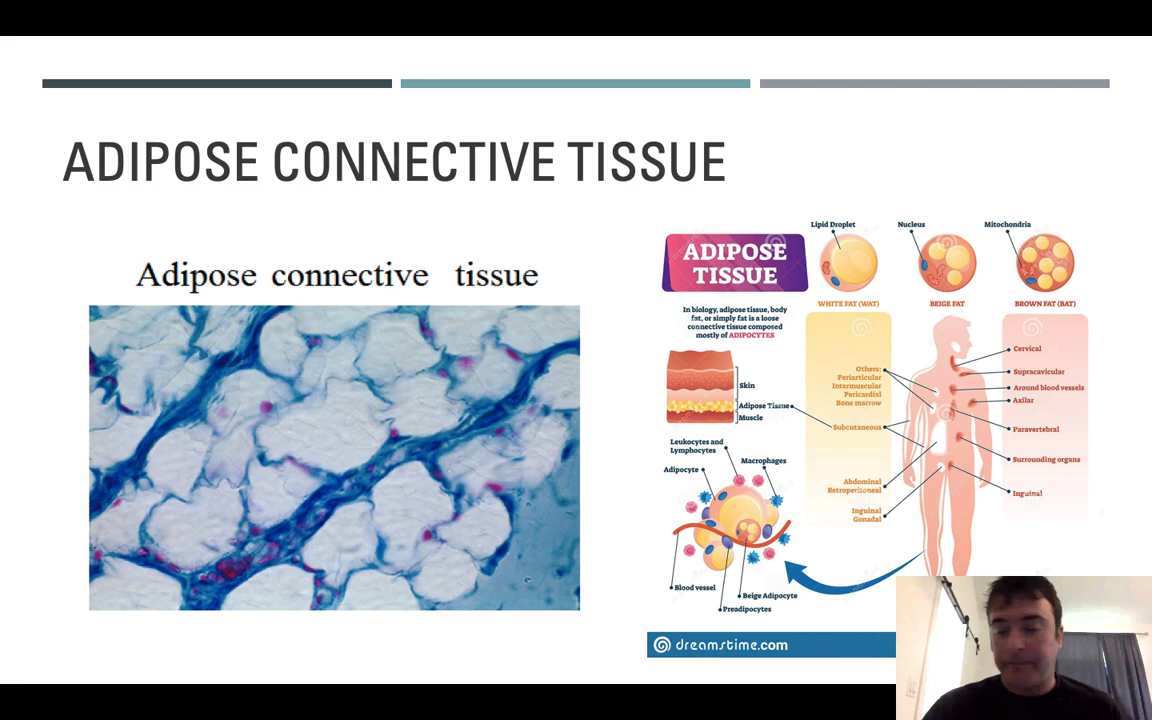 ADIPOSE CONNECTIVE TISSUE
Adipose connective tissue
ADIPOSE
TISSUE
In biology, adipose tissue, body
fat, or simply fat is a loose
connective tissue composed
mostly of ADIPOCYTES
Lipid Droplet
Nucleus
Mitochondria
WHITE FAT (WAT)
BEIGE FAT
BROWN FAT (BAT)
Skin
Adipose Tissue
Muscle
Others:
Periarticular
Intermuscular
Pericardial
Bone marrow
Subcutaneous
Abdominal
Retroperitoneal
Inguinal
Gonadal
Cervical
Supracavicular
Around blood vessels
Axilar
Paravertebral
Surrounding organs
Inguinal
Leukocytes and
Lymphocytes
Macrophages
Adipocyte
Blood vessel
Beige Adipocyte
Preadipocytes
dreamstime.com